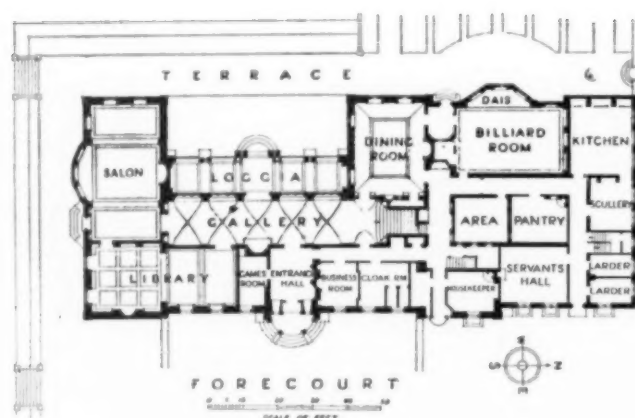 TERRACE
DAIS
DINING ROOM
BILLIARD ROOM
KITCHEN
SALON
LOGGIA
GALLERY
AREA
PANTRY
SCULLERY
LIBRARY
GAMES ROOM
ENTRANCE HALL
BUSINESS ROOM
CLOAK RM
HOUSEKEEPER
SERVANTS HALL
LARDER
LARDER
FORECOURT
SCALE OF FEET